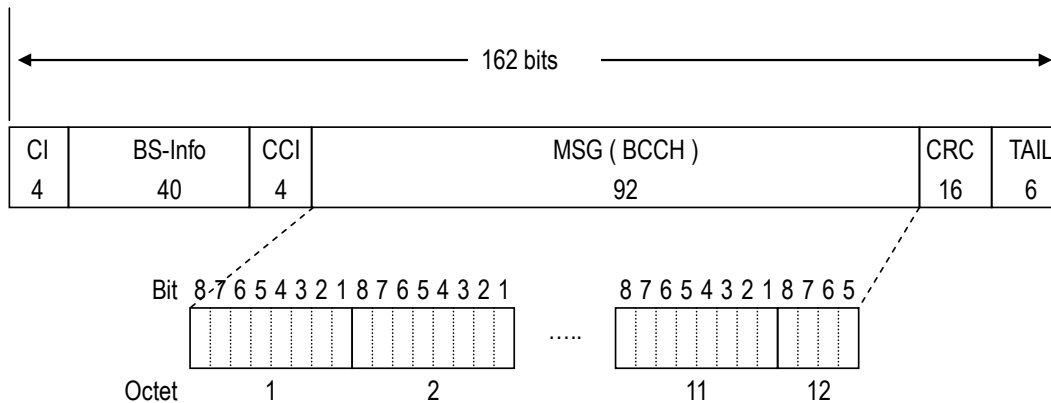 162 bits
CI BS-Info CCI MSG ( BCCH ) CRC TAIL
4 40 4 92 16 6
Bit 8 7 6 5 4 3 2 1 8 7 6 5 4 3 2 1 8 7 6 5 4 3 2 1 8 7 6 5
.....
Octet 1 2 11 12